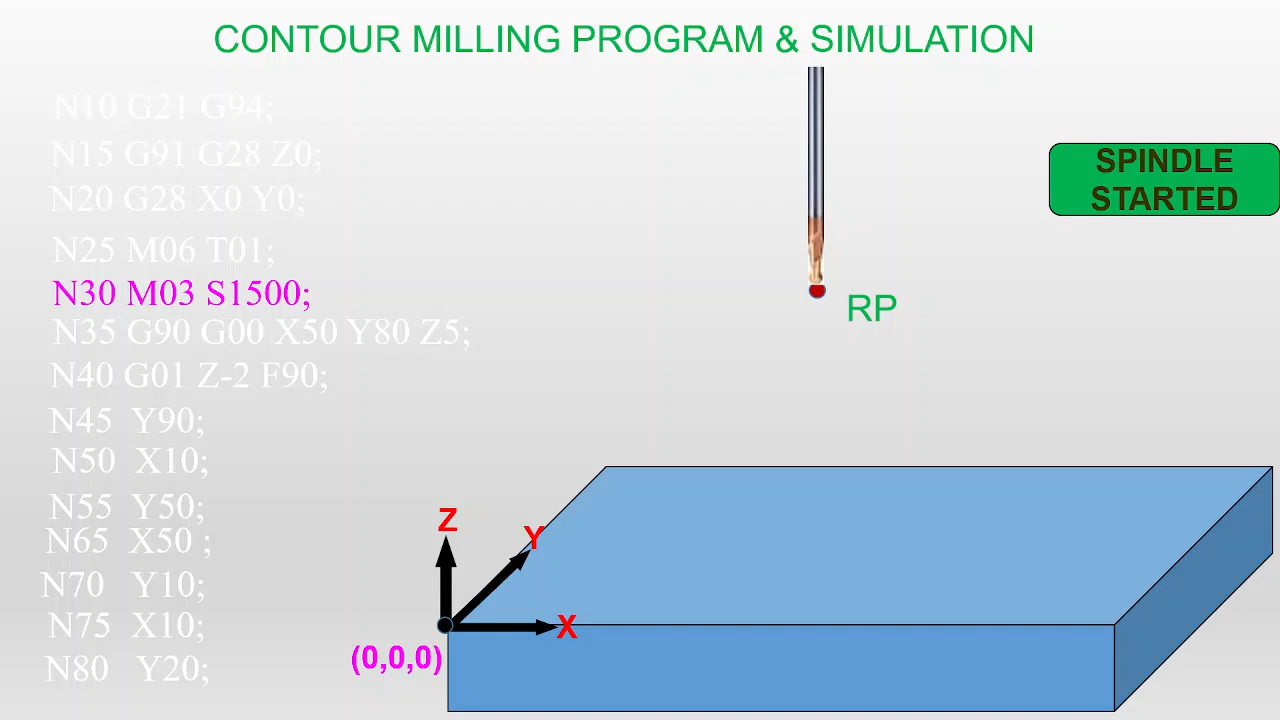 CONTOUR MILLING PROGRAM & SIMULATION
N10 G21 G94;
N15 G91 G28 Z0;
N20 G28 X0 Y0;
N25 M06 T01;
N30 M03 S1500;
N35 G90 G00 X50 Y80 Z5;
N40 G01 Z-2 F90;
N45 Y90;
N50 X10;
N55 Y50;
N65 X50 ;
N70 Y10;
N75 X10;
N80 Y20;
SPINDLE
STARTED
RP
Z
Y
X
(0,0,0)